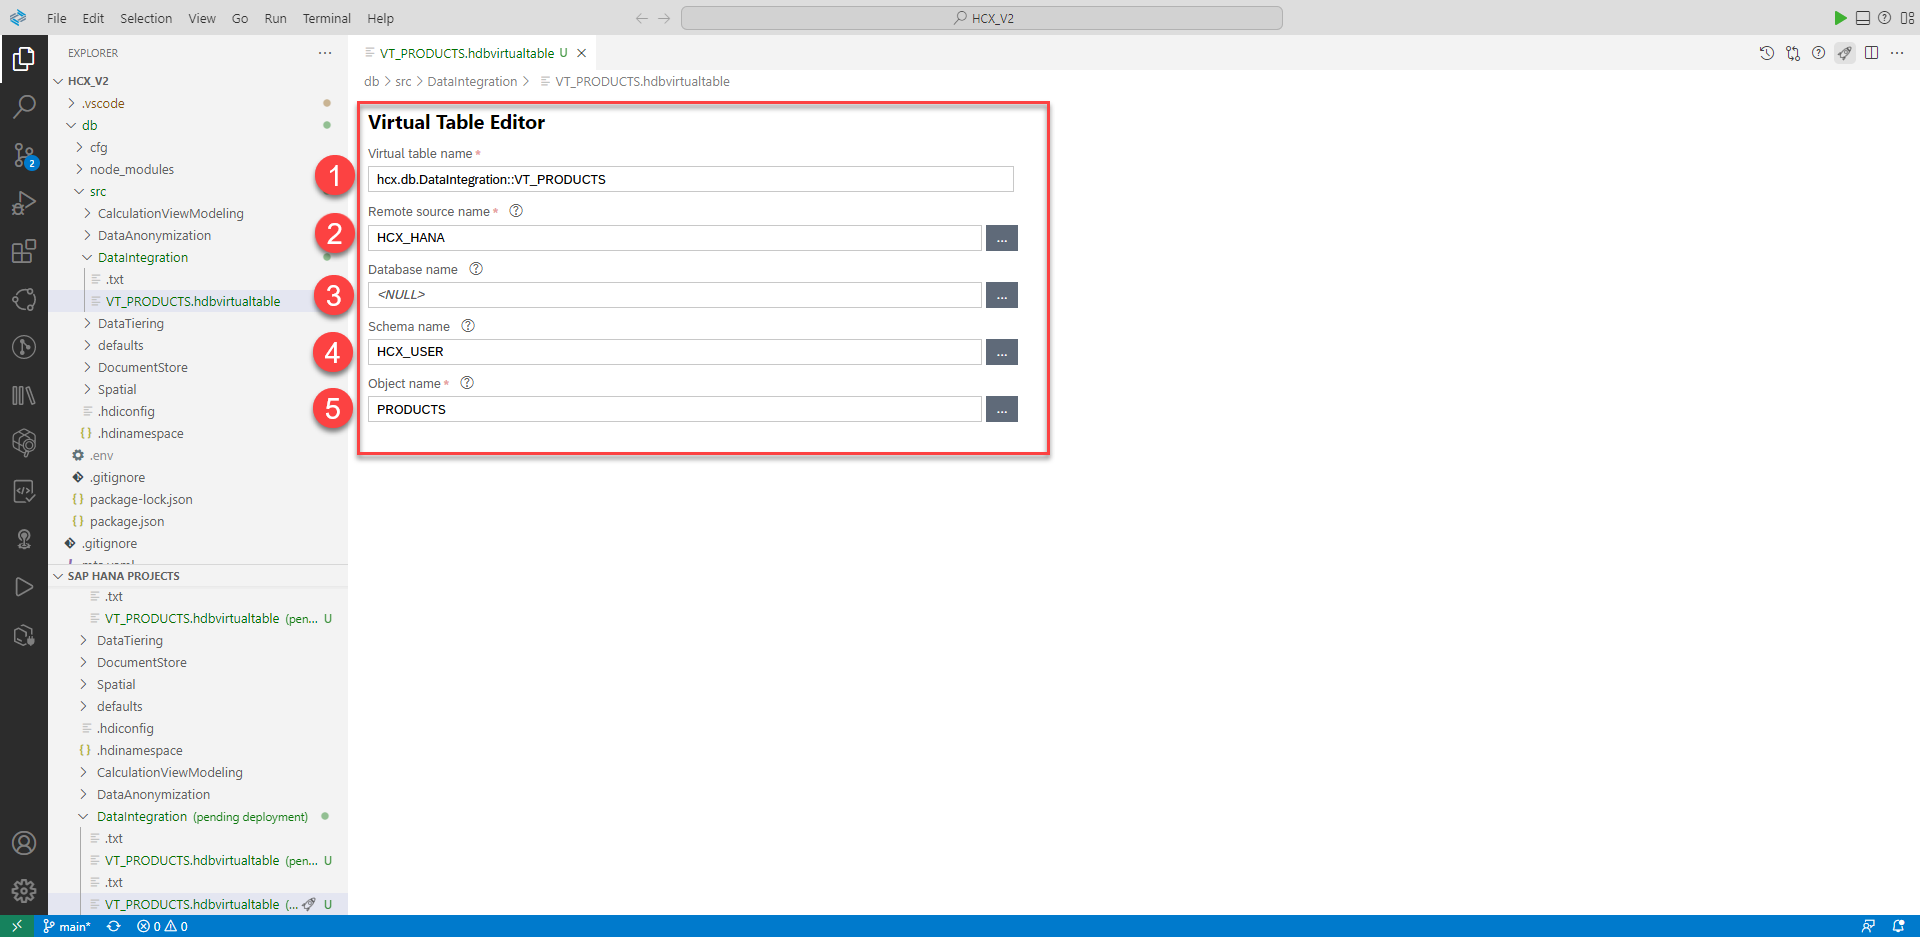 File Edit Selection View Go Run Terminal Help
HCX_V2
EXPLORER
HCX_V2
.vscode
db
cfg
node_modules
src
CalculationViewModeling
DataAnonymization
DataIntegration
.txt
VT_PRODUCTS.hdbvirtualtable
DataTiering
defaults
DocumentStore
Spatial
.hdiconfig
.hdinamespace
.env
.gitignore
package-lock.json
package.json
.gitignore
SAP HANA PROJECTS
.txt
VT_PRODUCTS.hdbvirtualtable (pen... U
DataTiering
DocumentStore
Spatial
defaults
.hdiconfig
.hdinamespace
CalculationViewModeling
DataAnonymization
DataIntegration (pending deployment)
.txt
VT_PRODUCTS.hdbvirtualtable (pen... U
.txt
VT_PRODUCTS.hdbvirtualtable (... U
2
VT_PRODUCTS.hdbvirtualtable U
db > src > DataIntegration > VT_PRODUCTS.hdbvirtualtable
Virtual Table Editor
Virtual table name *
1
hcx.db.DataIntegration::VT_PRODUCTS
Remote source name *
2
HCX_HANA
...
Database name
3
<NULL>
...
Schema name
4
HCX_USER
...
Object name *
5
PRODUCTS
...
main* 0 0